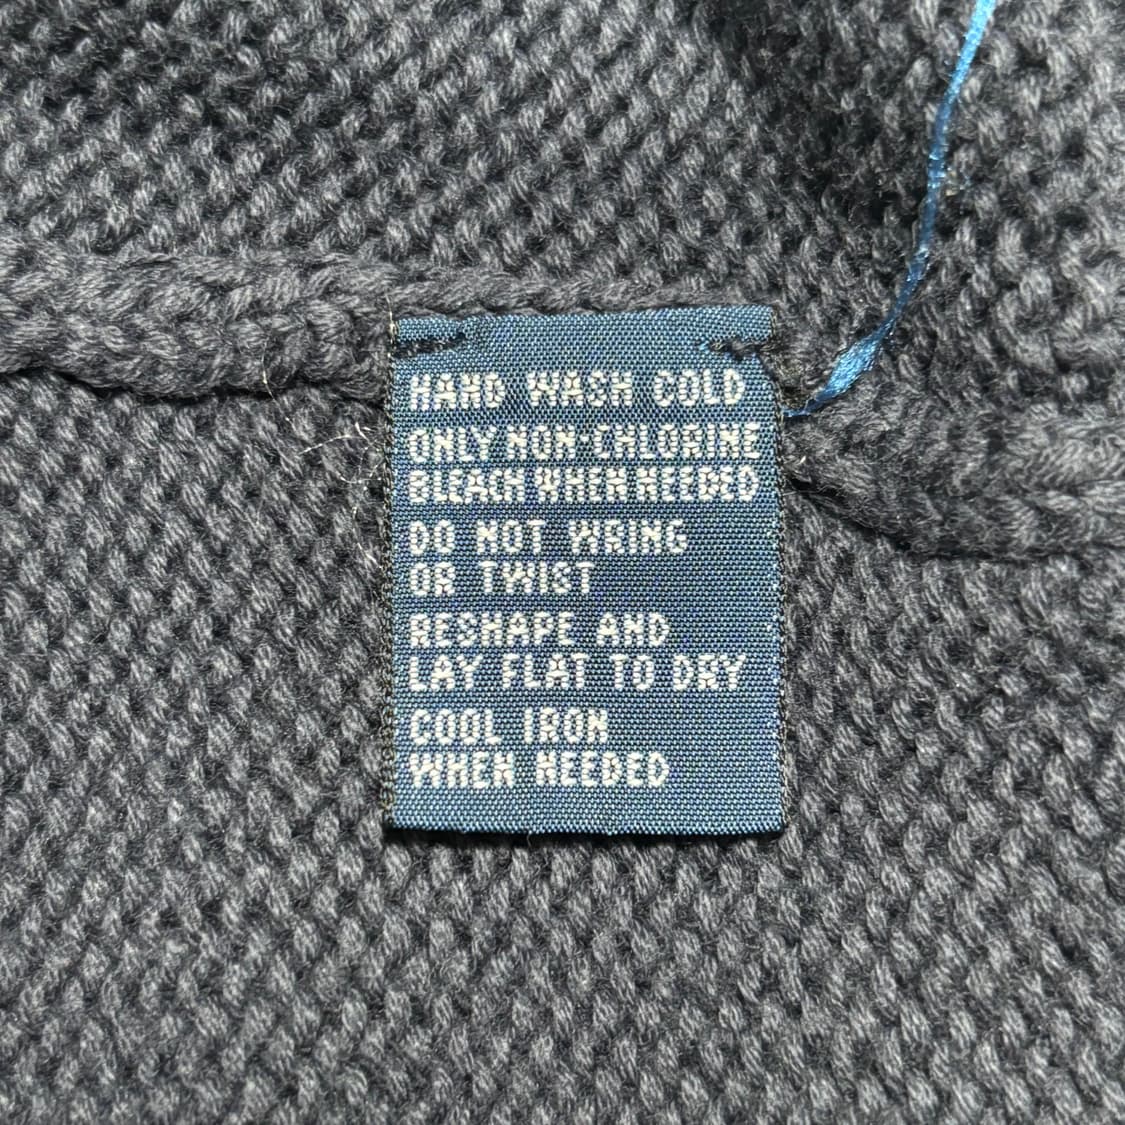 HAND WASH COLD
ONLY NON-CHLORINE
BLEACH WHEN NEEDED
DO NOT WRING
OR TWIST
RESHAPE AND
LAY FLAT TO DRY
COOL IRON
WHEN NEEDED